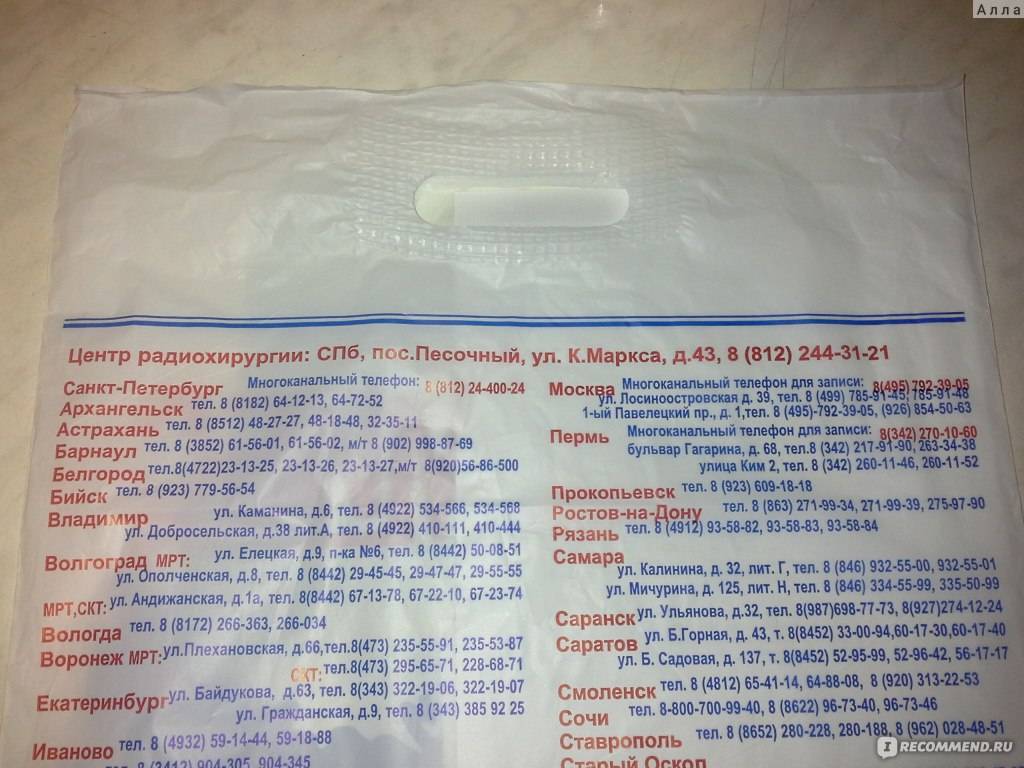 Алла
Центр радиохирургии: СПб, пос.Песочный, ул. К.Маркса, д.43, 8 (812) 244-31-21
Санкт-Петербург Многоканальный телефон: 8 (812) 24-400-24
Архангельск тел. 8 (8182) 64-12-13, 64-72-52
Астрахань тел. 8 (8512) 48-27-27, 48-18-48, 32-35-11
Барнаул тел. 8 (3852) 61-56-01, 61-56-02, м/т 8 (902) 998-87-69
Белгород тел.8(4722)23-13-25, 23-13-26, 23-13-27,м/т 8(920)56-86-500
Бийск тел. 8 (923) 779-56-54
Владимир ул. Каманина, д.6, тел. 8 (4922) 534-566, 534-568
ул. Добросельская, д.38 лит.А, тел. 8 (4922) 410-111, 410-444
Волгоград МРТ: ул. Елецкая, д.9, п-ка №6, тел. 8 (8442) 50-08-51
ул. Ополченская, д.8, тел. 8 (8442) 29-45-45, 29-47-47, 29-55-55
МРТ,СКТ: ул. Андижанская, д.1а, тел. 8(8442) 67-13-78, 67-22-10, 67-23-74
Вологда тел. 8 (8172) 266-363, 266-034
Воронеж МРТ: ул.Плехановская, д.66,тел.8(473) 235-55-91, 235-53-87
СКТ: тел.8(473) 295-65-71, 228-68-71
Екатеринбург ул. Байдукова, д.63, тел.8(343) 322-19-06, 322-19-07
ул. Гражданская, д.9, тел. 8 (343) 385 92 25
Иваново тел. 8 (4932) 59-14-44, 59-18-88
тел. 8 (3412) 904-305, 904-345
Москва Многоканальный телефон для записи: 8(495) 792-39-05
ул. Лосиноостровская д. 39, тел. 8 (499) 785-91-45, 785-91-48
1-ый Павелецкий пр., д. 1,тел. 8 (495)-792-39-05, (926) 854-50-63
Пермь Многоканальный телефон для записи: 8(342) 270-10-60
бульвар Гагарина, д. 68, тел.8 (342) 217-91-90, 263-34-38
улица Ким 2, тел. 8 (342) 260-11-46, 260-11-52
Прокопьевск тел. 8 (923) 609-18-18
Ростов-на-Дону тел. 8 (863) 271-99-34, 271-99-39, 275-97-90
Рязань тел. 8 (4912) 93-58-82, 93-58-83, 93-58-84
Самара
ул. Калинина, д. 32, лит. Г, тел. 8 (846) 932-55-00, 932-55-01
ул. Мичурина, д. 125, лит. Н, тел. 8 (846) 334-55-99, 335-50-99
Саранск ул. Ульянова, д.32, тел. 8(987)698-77-73, 8(927)274-12-24
Саратов ул. Б.Горная, д. 43, т. 8(8452) 33-00-94,60-17-30,60-17-40
ул. Б. Садовая, д. 137, т. 8(8452) 52-95-99, 52-96-42, 56-17-17
Смоленск тел. 8 (4812) 65-41-14, 64-88-08, 8 (920) 313-22-53
Сочи тел. 8-800-700-99-40, 8 (8622) 96-73-40, 96-73-46
Ставрополь тел. 8 (8652) 280-228, 280-188, 8 (962) 028-48-51
Старый Оскол
IRECOMMEND.RU